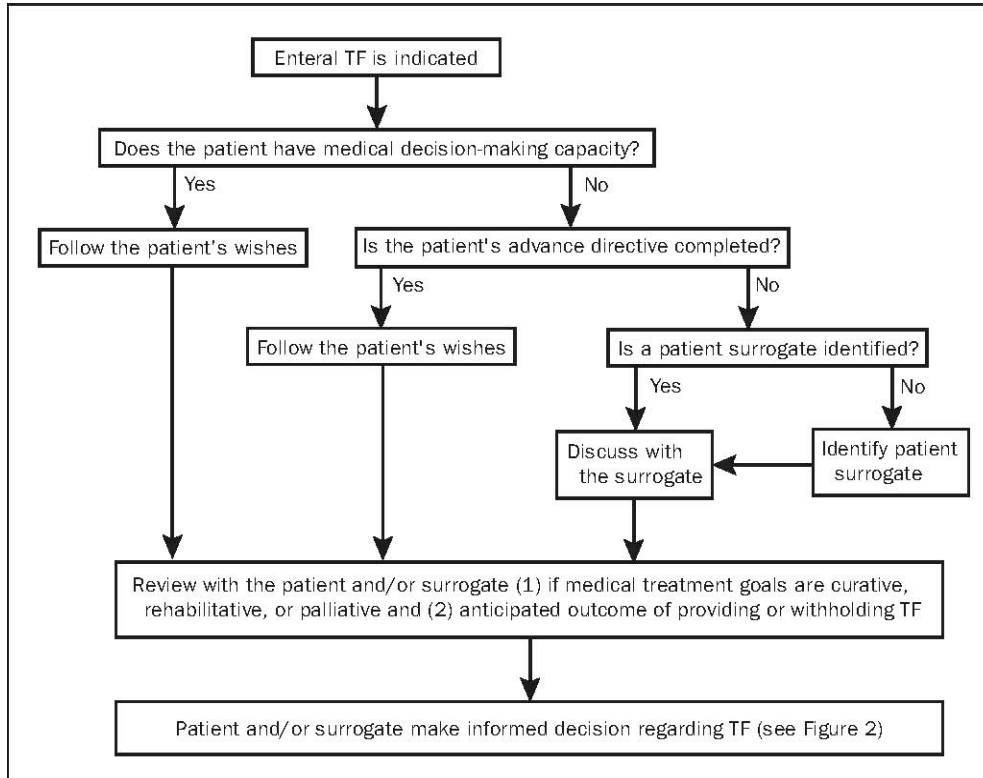 Enteral TF is indicated
Does the patient have medical decision-making capacity?
Yes
No
Follow the patient's wishes
Is the patient's advance directive completed?
Yes
No
Follow the patient's wishes
Is a patient surrogate identified?
Yes
No
Discuss with
the surrogate
Identify patient
surrogate
Review with the patient and/or surrogate (1) if medical treatment goals are curative,
rehabilitative, or palliative and (2) anticipated outcome of providing or withholding TF
Patient and/or surrogate make informed decision regarding TF (see Figure 2)